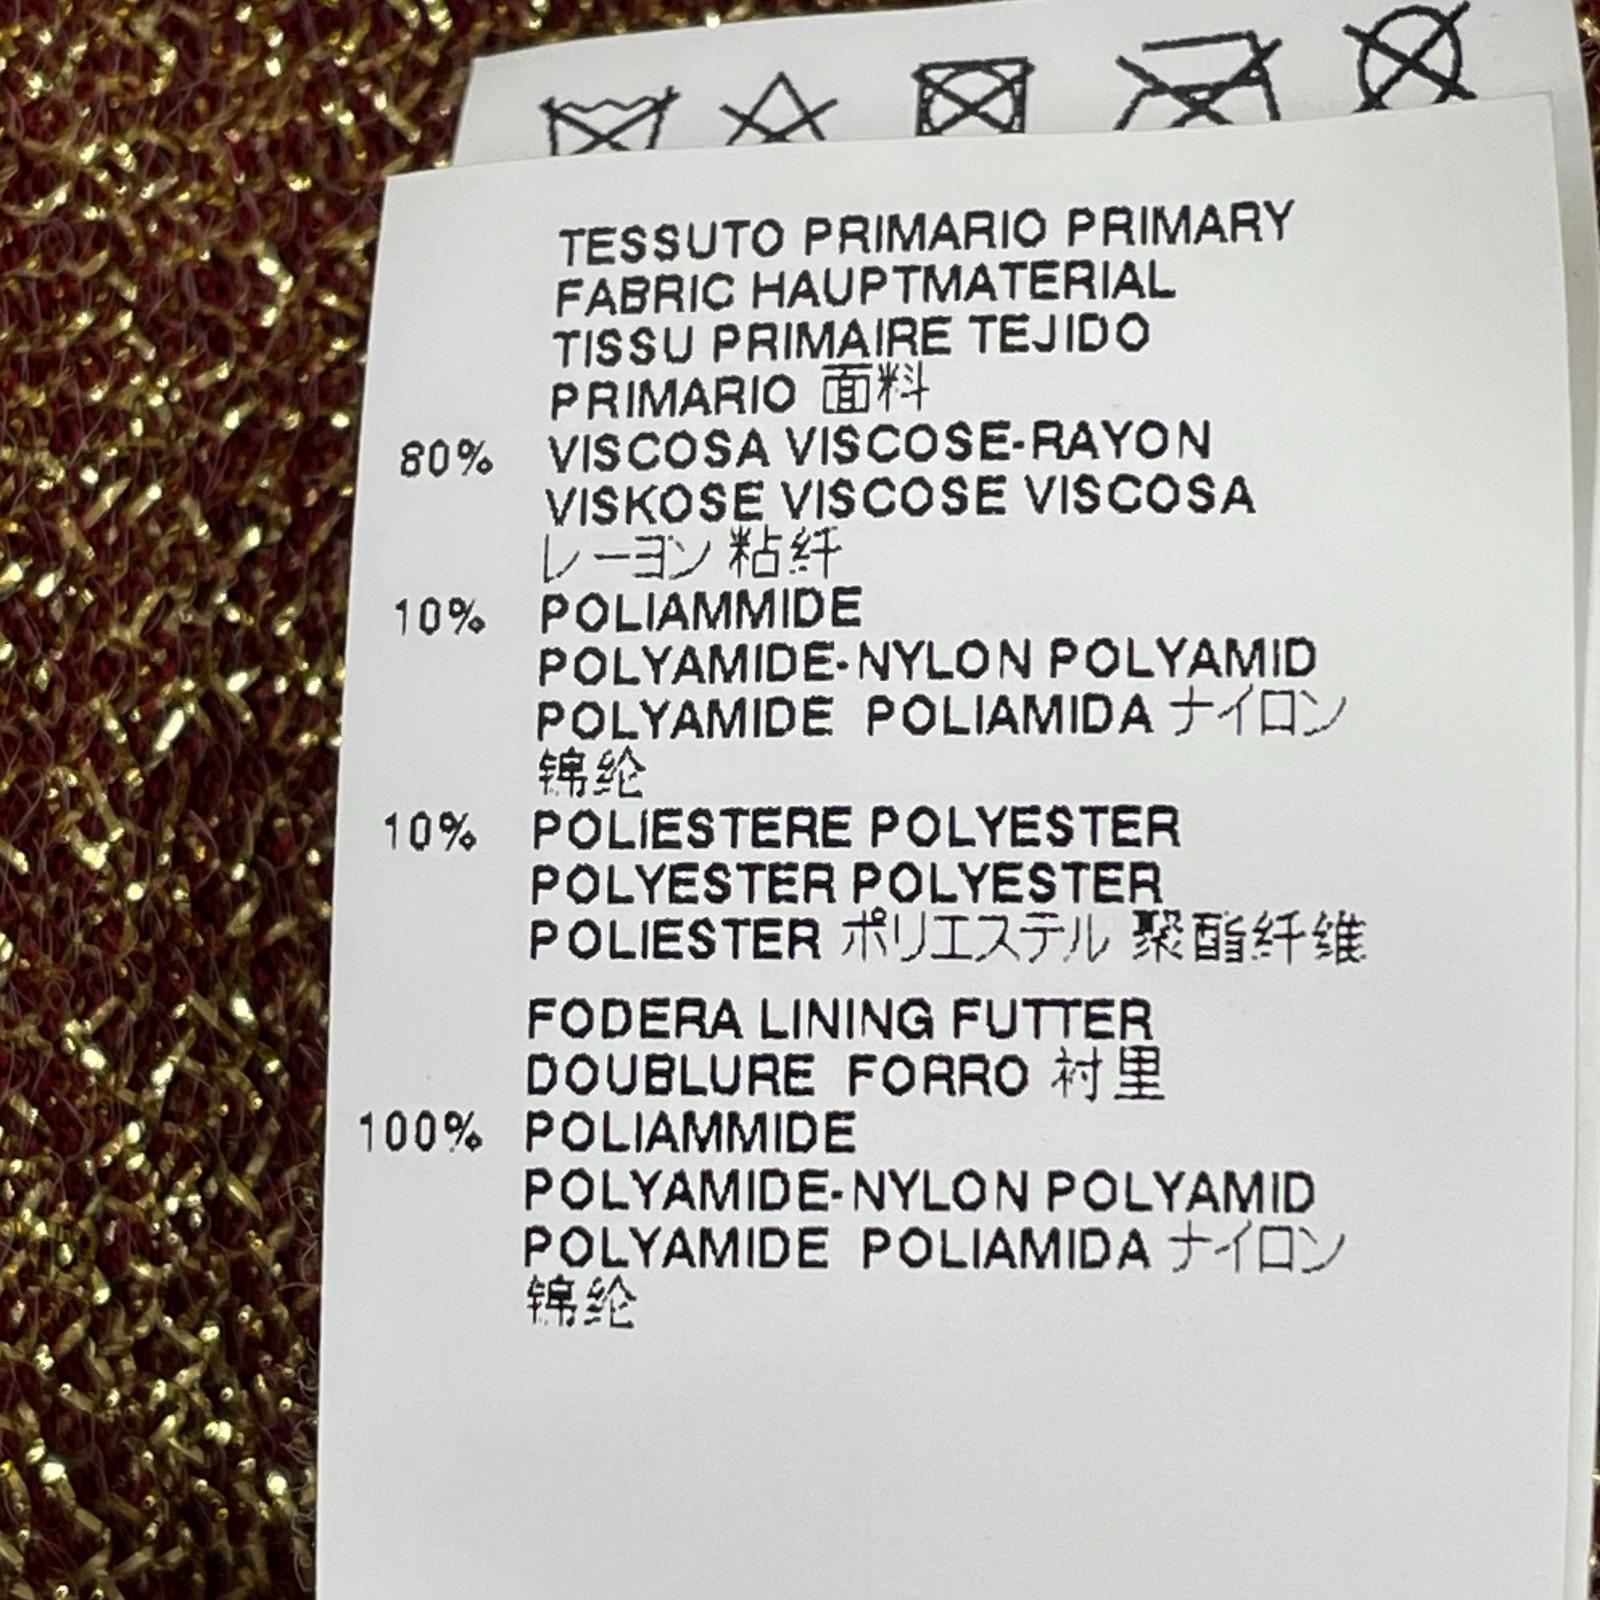 TESSUTO PRIMARIO PRIMARY
FABRIC HAUPTMATERIAL
TISSU PRIMAIRE TEJIDO
PRIMARIO 面料
80% VISCOSA VISCOSE-RAYON
VISKOSE VISCOSE VISCOSA
レーヨン 粘纤
10% POLIAMMIDE
POLYAMIDE-NYLON POLYAMID
POLYAMIDE POLIAMIDA ナイロン
锦纶
10% POLIESTERE POLYESTER
POLYESTER POLYESTER
POLIESTER ポリエステル 聚酯纤维
FODERA LINING FUTTER
DOUBLURE FORRO 衬里
100% POLIAMMIDE
POLYAMIDE-NYLON POLYAMID
POLYAMIDE POLIAMIDA ナイロン
锦纶